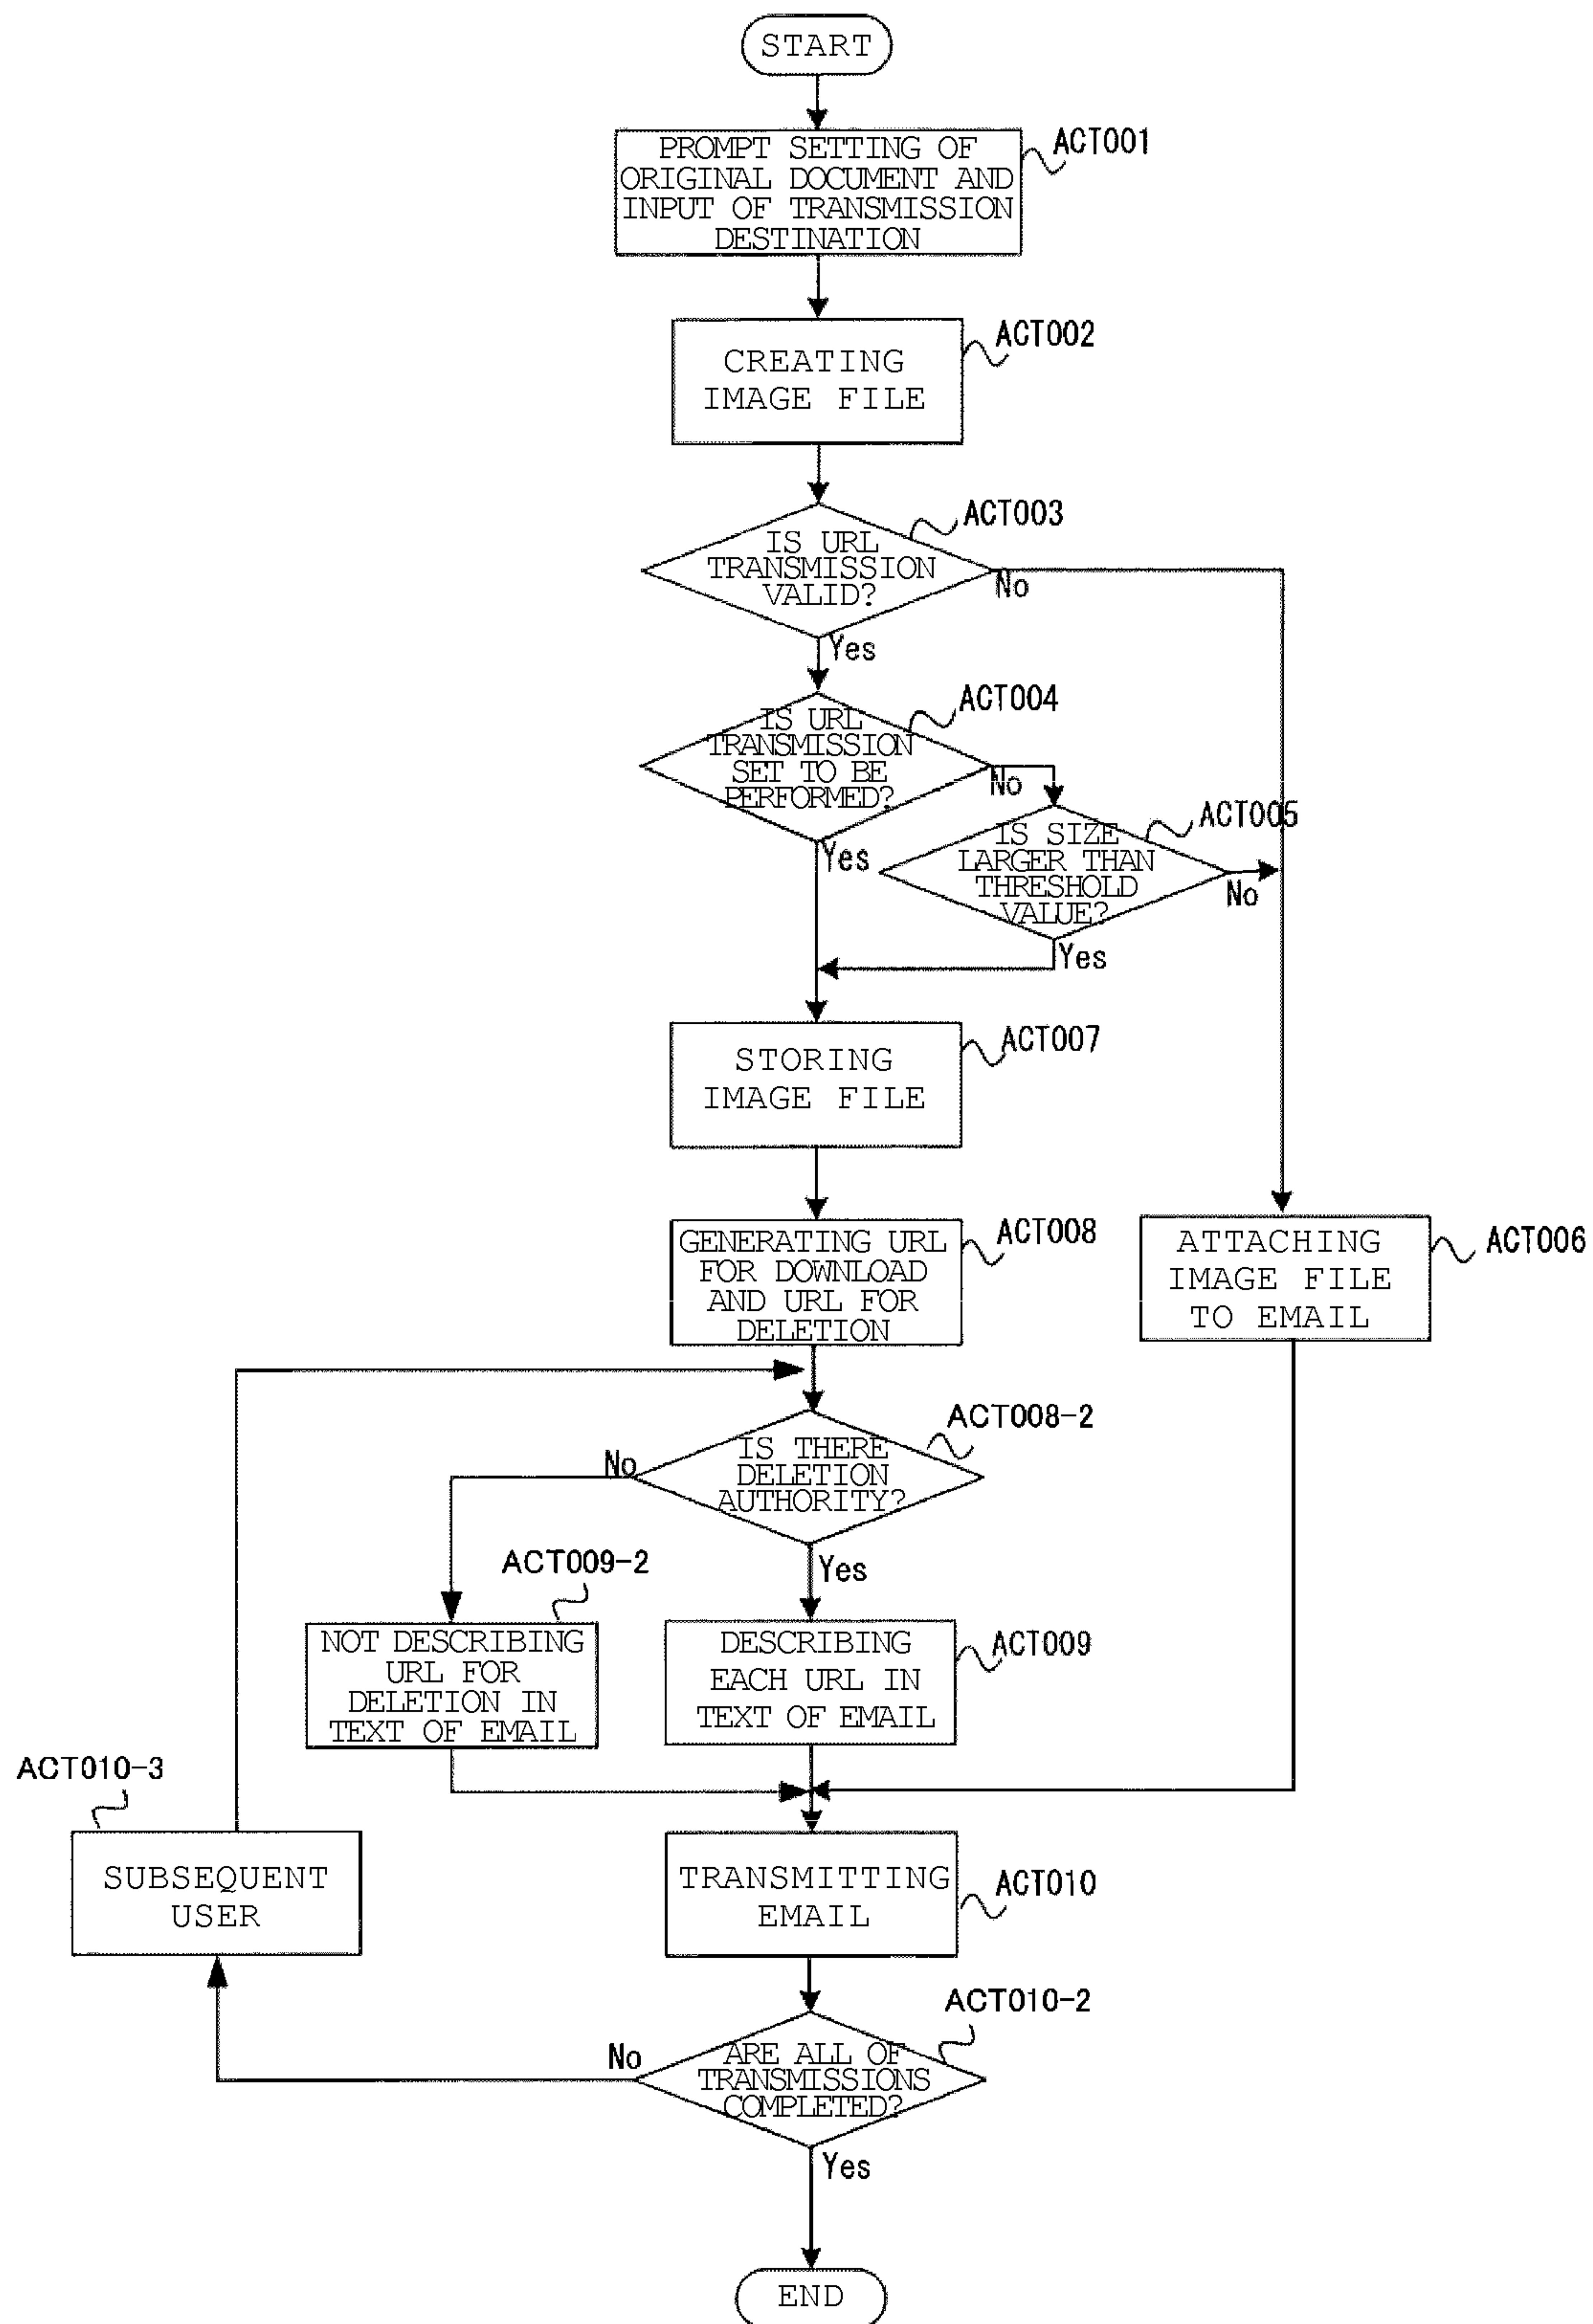 START
ACT001
PROMPT SETTING OF
ORIGINAL DOCUMENT AND
INPUT OF TRANSMISSION
DESTINATION
ACT002
CREATING
IMAGE FILE
ACT003
IS URL
TRANSMISSION
VALID?
No
Yes
ACT004
IS URL
TRANSMISSION
SET TO BE
PERFORMED?
No
Yes
ACT005
IS SIZE
LARGER THAN
THRESHOLD
VALUE?
No
Yes
ACT007
STORING
IMAGE FILE
ACT008
GENERATING URL
FOR DOWNLOAD
AND URL FOR
DELETION
ACT006
ATTACHING
IMAGE FILE
TO EMAIL
ACT008-2
IS THERE
DELETION
AUTHORITY?
No
Yes
ACT009-2
NOT DESCRIBING
URL FOR
DELETION IN
TEXT OF EMAIL
ACT009
DESCRIBING
EACH URL IN
TEXT OF EMAIL
ACT010-3
SUBSEQUENT
USER
ACT010
TRANSMITTING
EMAIL
ACT010-2
ARE ALL OF
TRANSMISSIONS
COMPLETED?
No
Yes
END